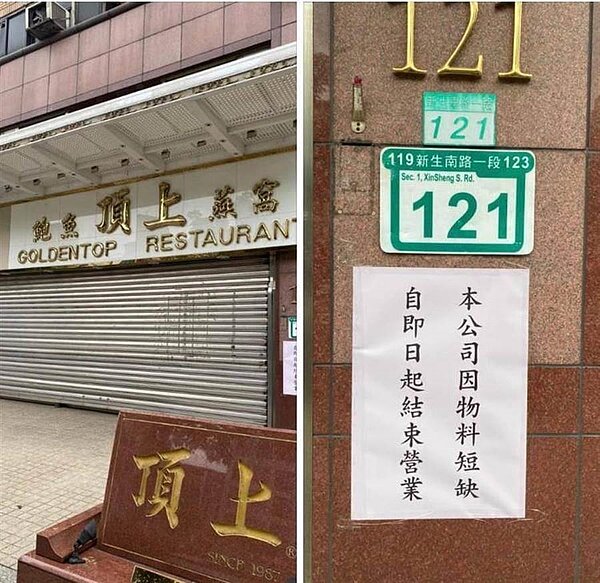 鮑魚 頂上 燕窩
GOLDENTOP RESTAURANT
頂上
SINCE 1987
®
121
121
119 新生南路一段 123
Sec. 1, XinSheng S. Rd.
121
本公司因物料短缺
自即日起結束營業